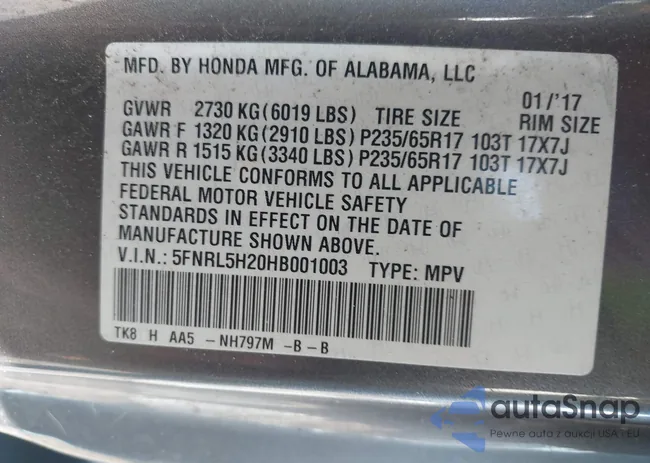 MFD. BY HONDA MFG. OF ALABAMA, LLC
01/'17
GVWR 2730 KG(6019 LBS) TIRE SIZE RIM SIZE
GAWR F 1320 KG(2910 LBS) P235/65R17 103T 17X7J
GAWR R 1515 KG(3340 LBS) P235/65R17 103T 17X7J
THIS VEHICLE CONFORMS TO ALL APPLICABLE
FEDERAL MOTOR VEHICLE SAFETY
STANDARDS IN EFFECT ON THE DATE OF
MANUFACTURE SHOWN ABOVE.
V.I.N.: 5FNRL5H20HB001003 TYPE: MPV
TK8 H AA5 -NH797M -B-B
autoSnap
Pewne auto z aukcji USA - EU